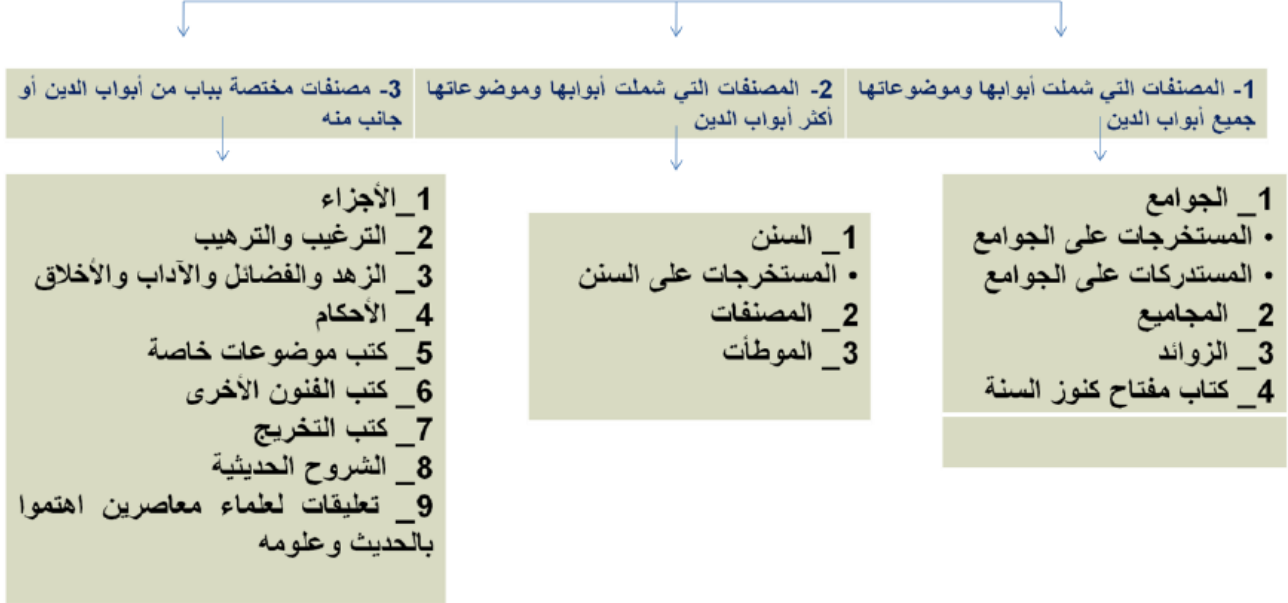 1- المصنفات التي شملت أبوابها وموضوعاتها
جميع أبواب الدين
2- المصنفات التي شملت أبوابها وموضوعاتها
أكثر أبواب الدين
3- مصنفات مختصة بباب من أبواب الدين أو
جانب منه
1_ الجوامع
• المستخرجات على الجوامع
• المستدركات على الجوامع
2_ المجاميع
3_ الزوائد
4_ كتاب مفتاح كنوز السنة
1_ السنن
• المستخرجات على السنن
2_ المصنفات
3_ الموطأت
1_الأجزاء
2_ الترغيب والترهيب
3_ الزهد والفضائل والآداب والأخلاق
4_ الأحكام
5_ كتب موضوعات خاصة
6_ كتب الفنون الأخرى
7_ كتب التخريج
8_ الشروح الحديثية
9_ تعليقات لعلماء معاصرين اهتموا
بالحديث وعلومه